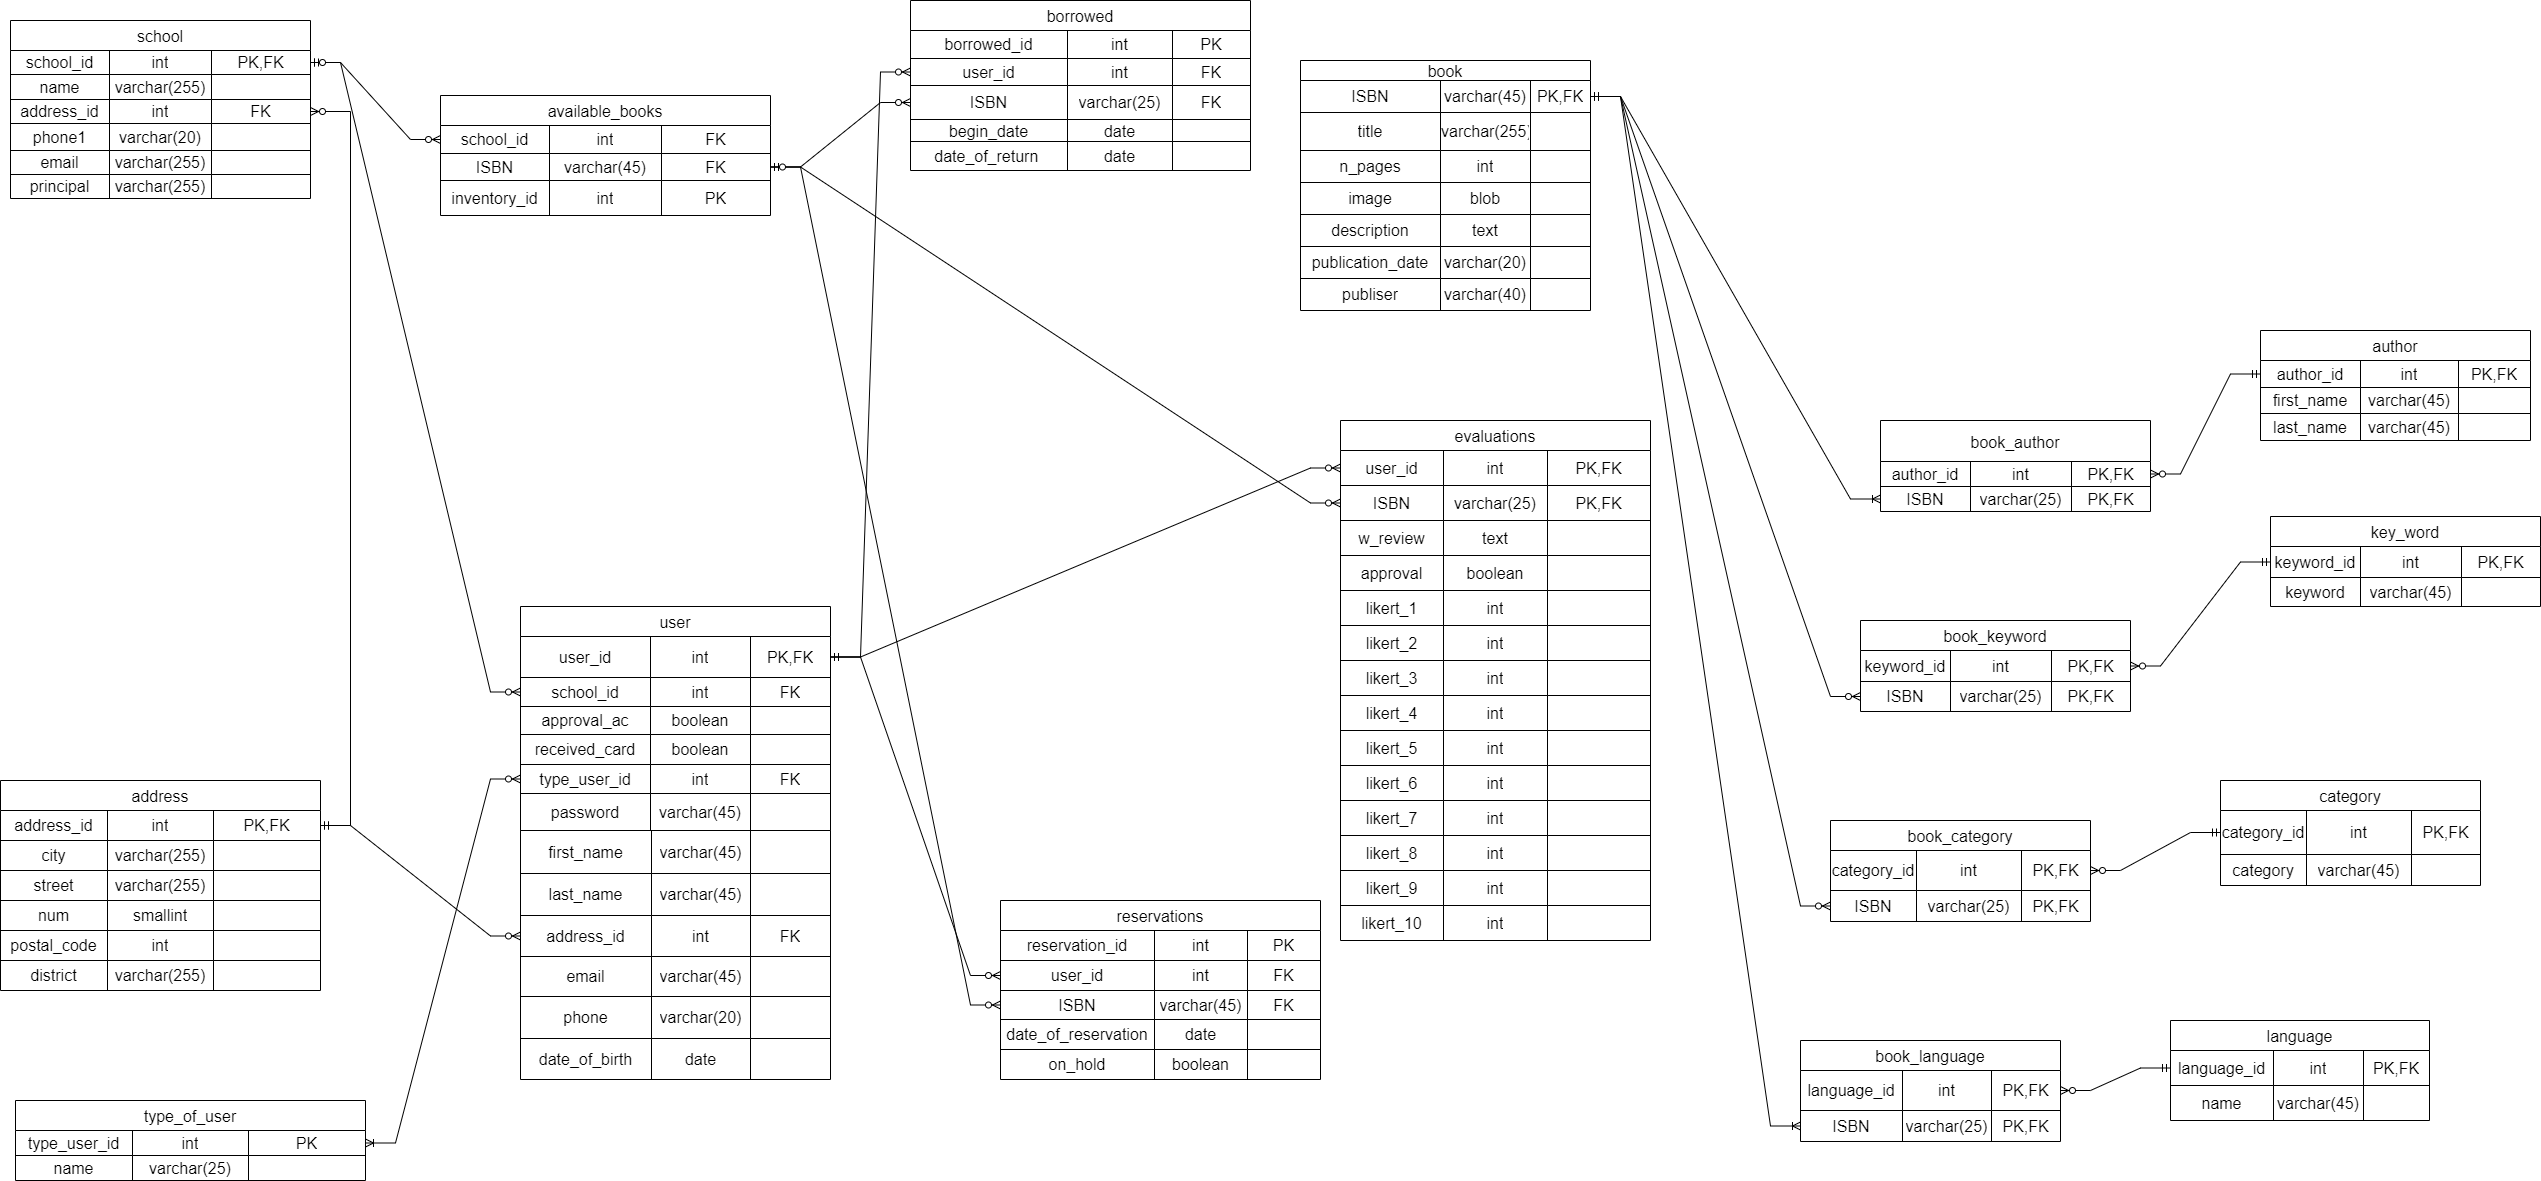 school
school_id int PK,FK
name varchar(255)
address_id int FK
phone1 varchar(20)
email varchar(255)
principal varchar(255)
available_books
school_id int FK
ISBN varchar(45) FK
inventory_id int PK
borrowed
borrowed_id int PK
user_id int FK
ISBN varchar(25) FK
begin_date date
date_of_return date
book
ISBN varchar(45) PK,FK
title varchar(255)
n_pages int
image blob
description text
publication_date varchar(20)
publiser varchar(40)
author
author_id int PK,FK
first_name varchar(45)
last_name varchar(45)
book_author
author_id int PK,FK
ISBN varchar(25) PK,FK
evaluations
user_id int PK,FK
ISBN varchar(25) PK,FK
w_review text
approval boolean
likert_1 int
likert_2 int
likert_3 int
likert_4 int
likert_5 int
likert_6 int
likert_7 int
likert_8 int
likert_9 int
likert_10 int
key_word
keyword_id int PK,FK
keyword varchar(45)
book_keyword
keyword_id int PK,FK
ISBN varchar(25) PK,FK
user
user_id int PK,FK
school_id int FK
approval_ac boolean
received_card boolean
type_user_id int FK
password varchar(45)
first_name varchar(45)
last_name varchar(45)
address_id int FK
email varchar(45)
phone varchar(20)
date_of_birth date
address
address_id int PK,FK
city varchar(255)
street varchar(255)
num smallint
postal_code int
district varchar(255)
category
category_id int PK,FK
category varchar(45)
book_category
category_id int PK,FK
ISBN varchar(25) PK,FK
reservations
reservation_id int PK
user_id int FK
ISBN varchar(45) FK
date_of_reservation date
on_hold boolean
language
language_id int PK,FK
name varchar(45)
book_language
language_id int PK,FK
ISBN varchar(25) PK,FK
type_of_user
type_user_id int PK
name varchar(25)